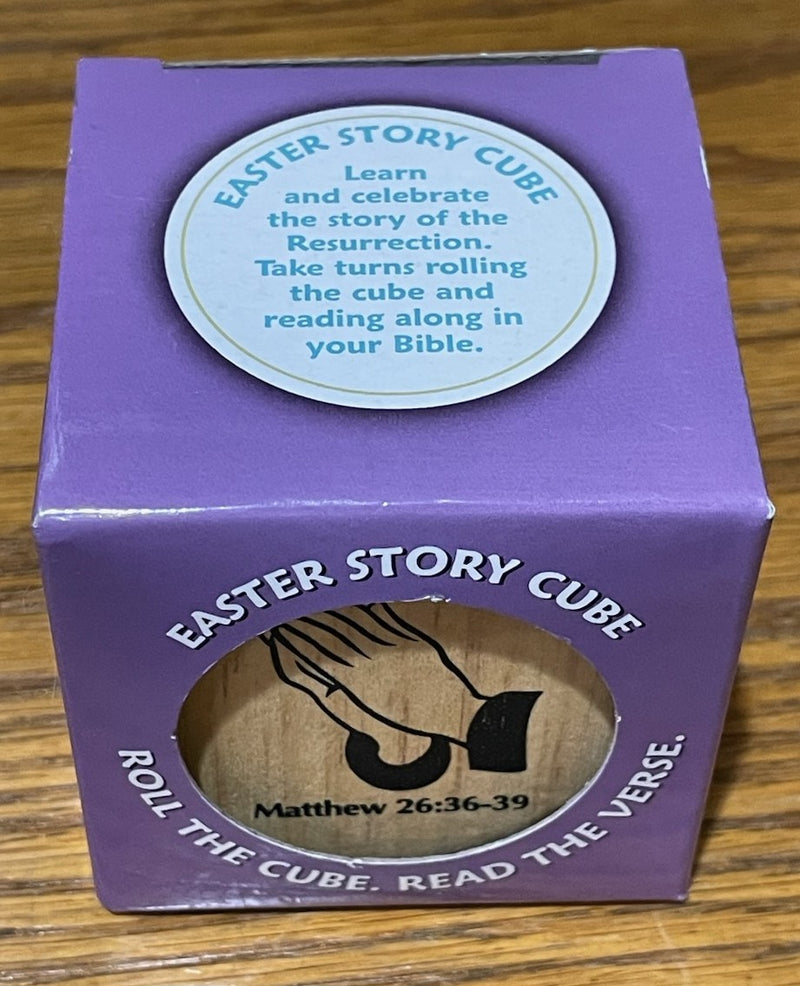 EASTER STORY CUBE
Learn
and celebrate
the story of the
Resurrection.
Take turns rolling
the cube and
reading along in
your Bible.
EASTER STORY CUBE
Matthew 26:36-39
ROLL THE CUBE. READ THE VERSE.